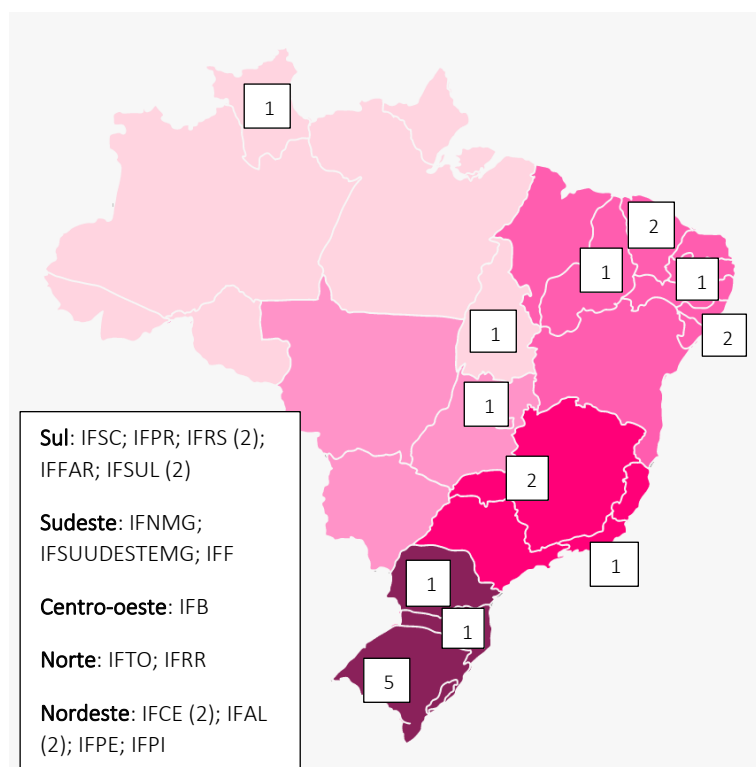 1
2
1
1
2
1
1
2
1
1
1
5
Sul: IFSC; IFPR; IFRS (2);
IFFAR; IFSUL (2)
Sudeste: IFNMG;
IFSUUDESTEMG; IFF
Centro-oeste: IFB
Norte: IFTO; IFRR
Nordeste: IFCE (2); IFAL
(2); IFPE; IFPI